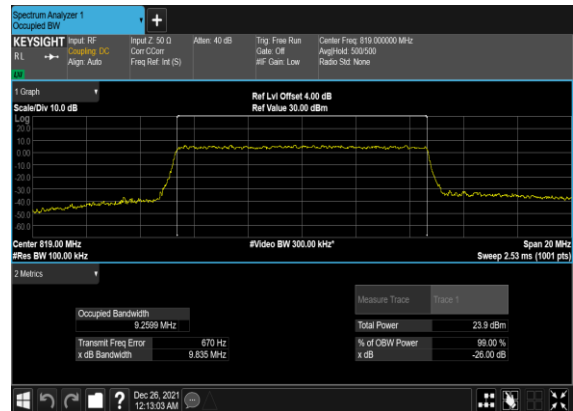 Spectrum Analyzer 1
Occupied BW
+
KEYSIGHT Input: RF Input Z: 50 Ω Atten: 40 dB Trig: Free Run Center Freq: 819.000000 MHz
RL Coupling: DC Corr CCorr Gate: Off Avg|Hold: 500/500
Align: Auto Freq Ref: Int (S) #IF Gain: Low Radio Std: None
1 Graph
Ref Lvl Offset 4.00 dB
Scale/Div 10.0 dB Ref Value 30.00 dBm
Log
20.0
10.0
0.00
-10.0
-20.0
-30.0
-40.0
-50.0
-60.0
Center 819.00 MHz #Video BW 300.00 kHz* Span 20 MHz
#Res BW 100.00 kHz Sweep 2.53 ms (1001 pts)
2 Metrics
Measure Trace Trace 1
Occupied Bandwidth
9.2599 MHz Total Power 23.9 dBm
Transmit Freq Error 670 Hz % of OBW Power 99.00 %
x dB Bandwidth 9.835 MHz x dB -26.00 dB
? Dec 26, 2021
12:13:03 AM